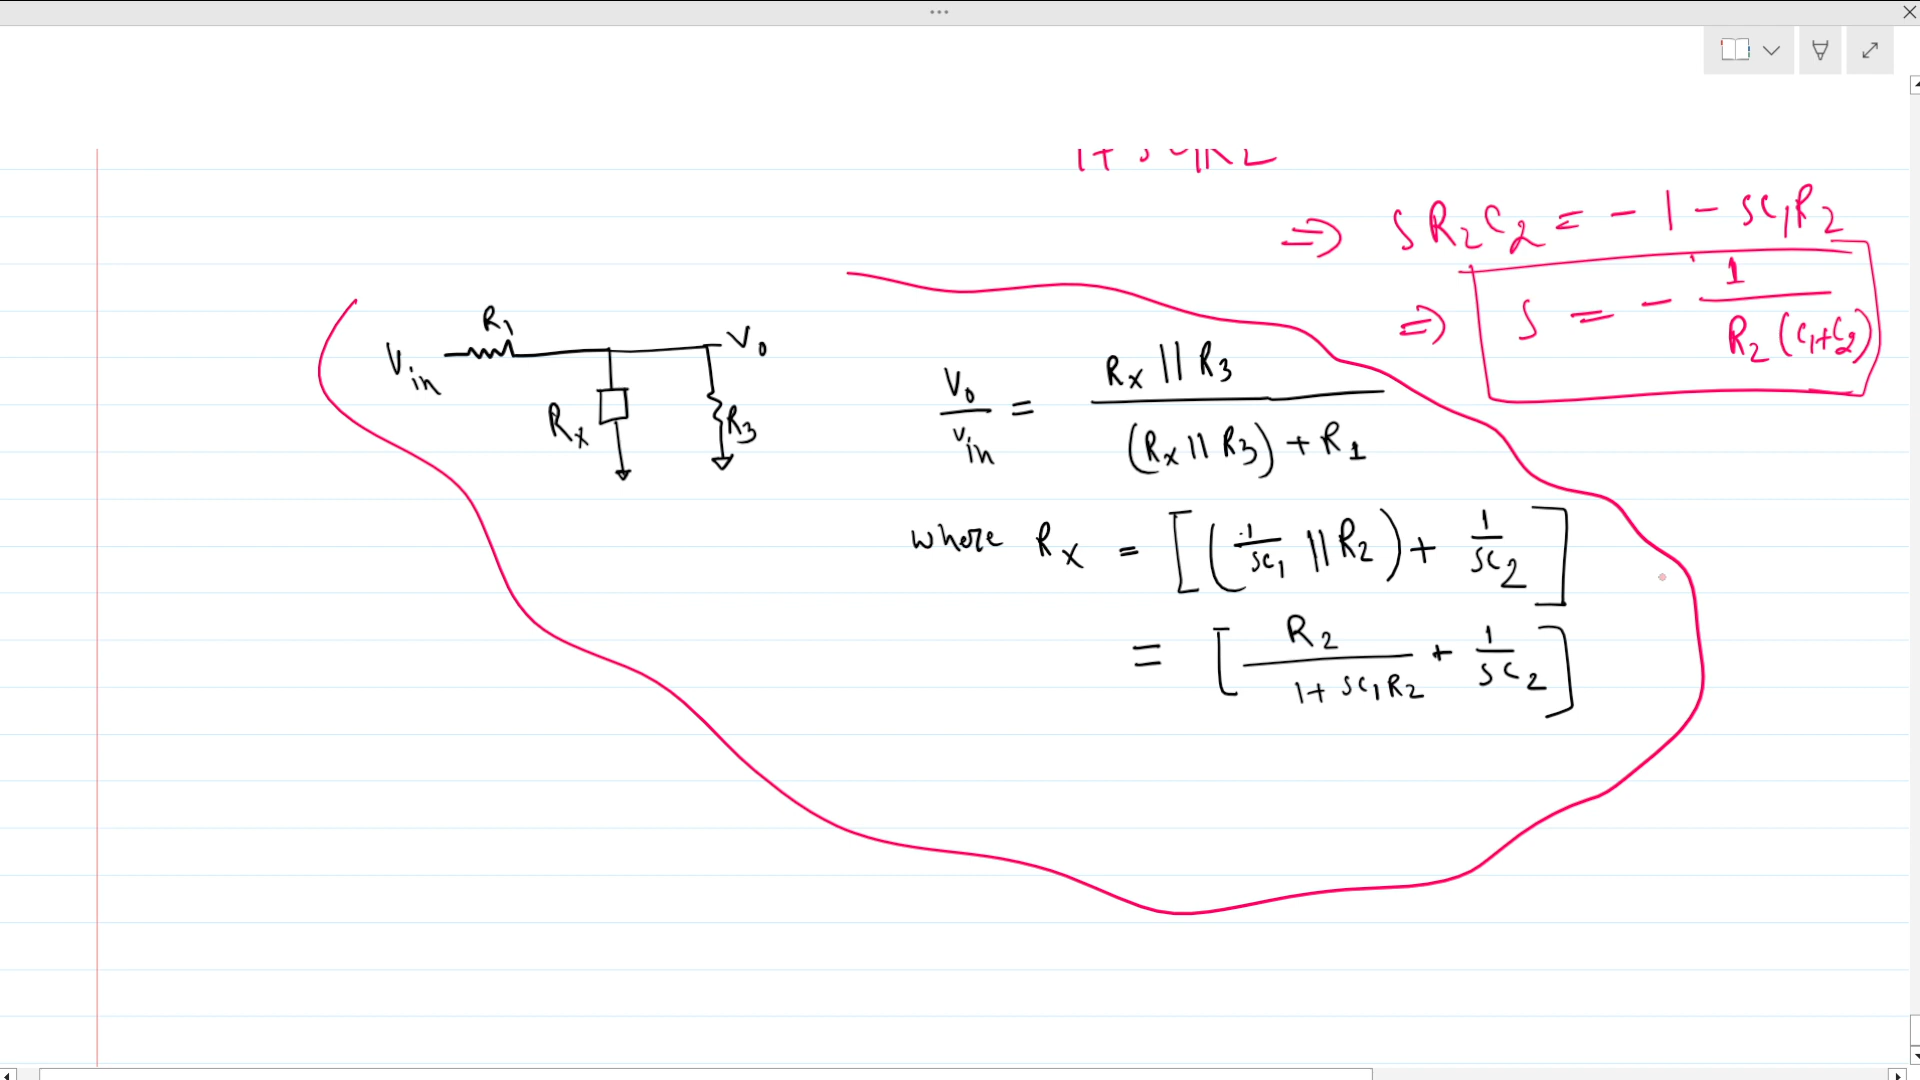 ⇒ SR₂C₂ = - 1 - SC₁R₂
⇒ S = - 1 / R₂(C₁+C₂)
R₁
Vin
V₀
Rx
R₃
V₀/Vin = Rx || R₃ / (Rx || R₃) + R₁
where Rx = [(1/SC₁ || R₂) + 1/SC₂]
= [R₂ / 1 + SC₁R₂ + 1/SC₂]